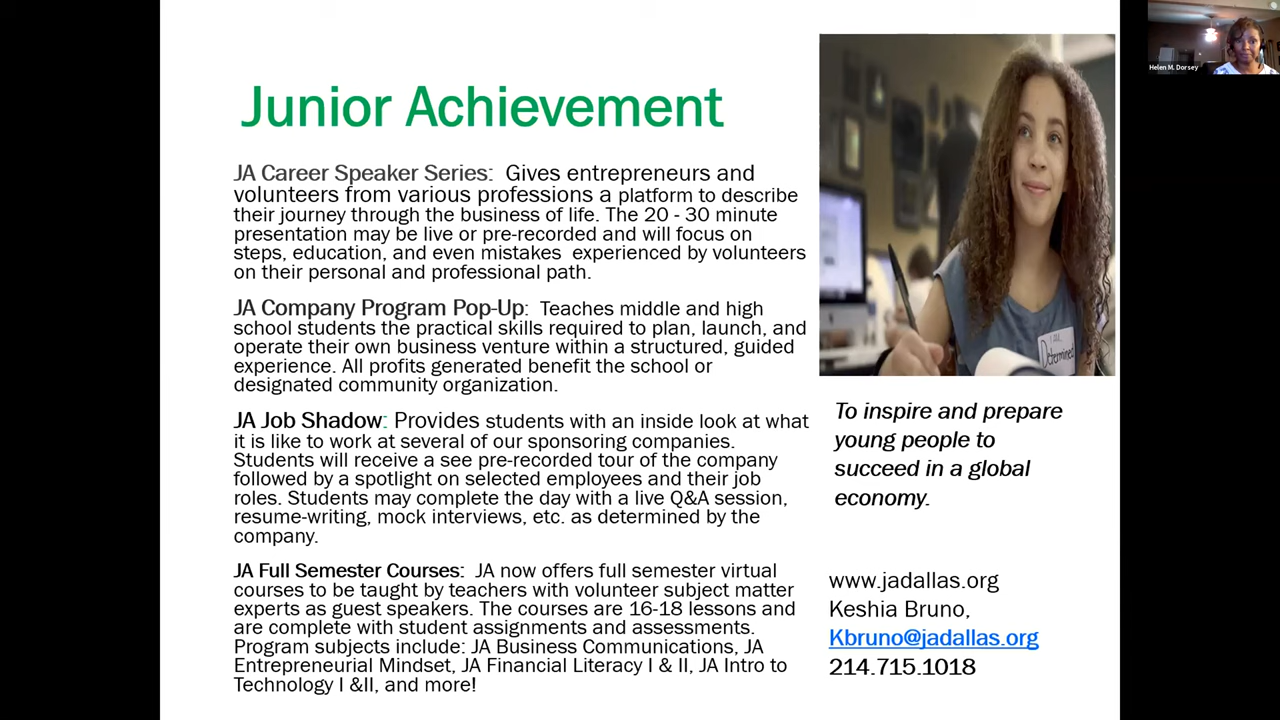 Junior Achievement
JA Career Speaker Series: Gives entrepreneurs and
volunteers from various professions a platform to describe
their journey through the business of life. The 20 - 30 minute
presentation may be live or pre-recorded and will focus on
steps, education, and even mistakes experienced by volunteers
on their personal and professional path.
JA Company Program Pop-Up: Teaches middle and high
school students the practical skills required to plan, launch, and
operate their own business venture within a structured, guided
experience. All profits generated benefit the school or
designated community organization.
JA Job Shadow: Provides students with an inside look at what
it is like to work at several of our sponsoring companies.
Students will receive a see pre-recorded tour of the company
followed by a spotlight on selected employees and their job
roles. Students may complete the day with a live Q&A session,
resume-writing, mock interviews, etc. as determined by the
company.
JA Full Semester Courses: JA now offers full semester virtual
courses to be taught by teachers with volunteer subject matter
experts as guest speakers. The courses are 16-18 lessons and
are complete with student assignments and assessments.
Program subjects include: JA Business Communications, JA
Entrepreneurial Mindset, JA Financial Literacy I & II, JA Intro to
Technology I &II, and more!
I am
Determined
To inspire and prepare
young people to
succeed in a global
economy.
www.jadallas.org
Keshia Bruno,
Kbruno@jadallas.org
214.715.1018
Helen M. Dorsey